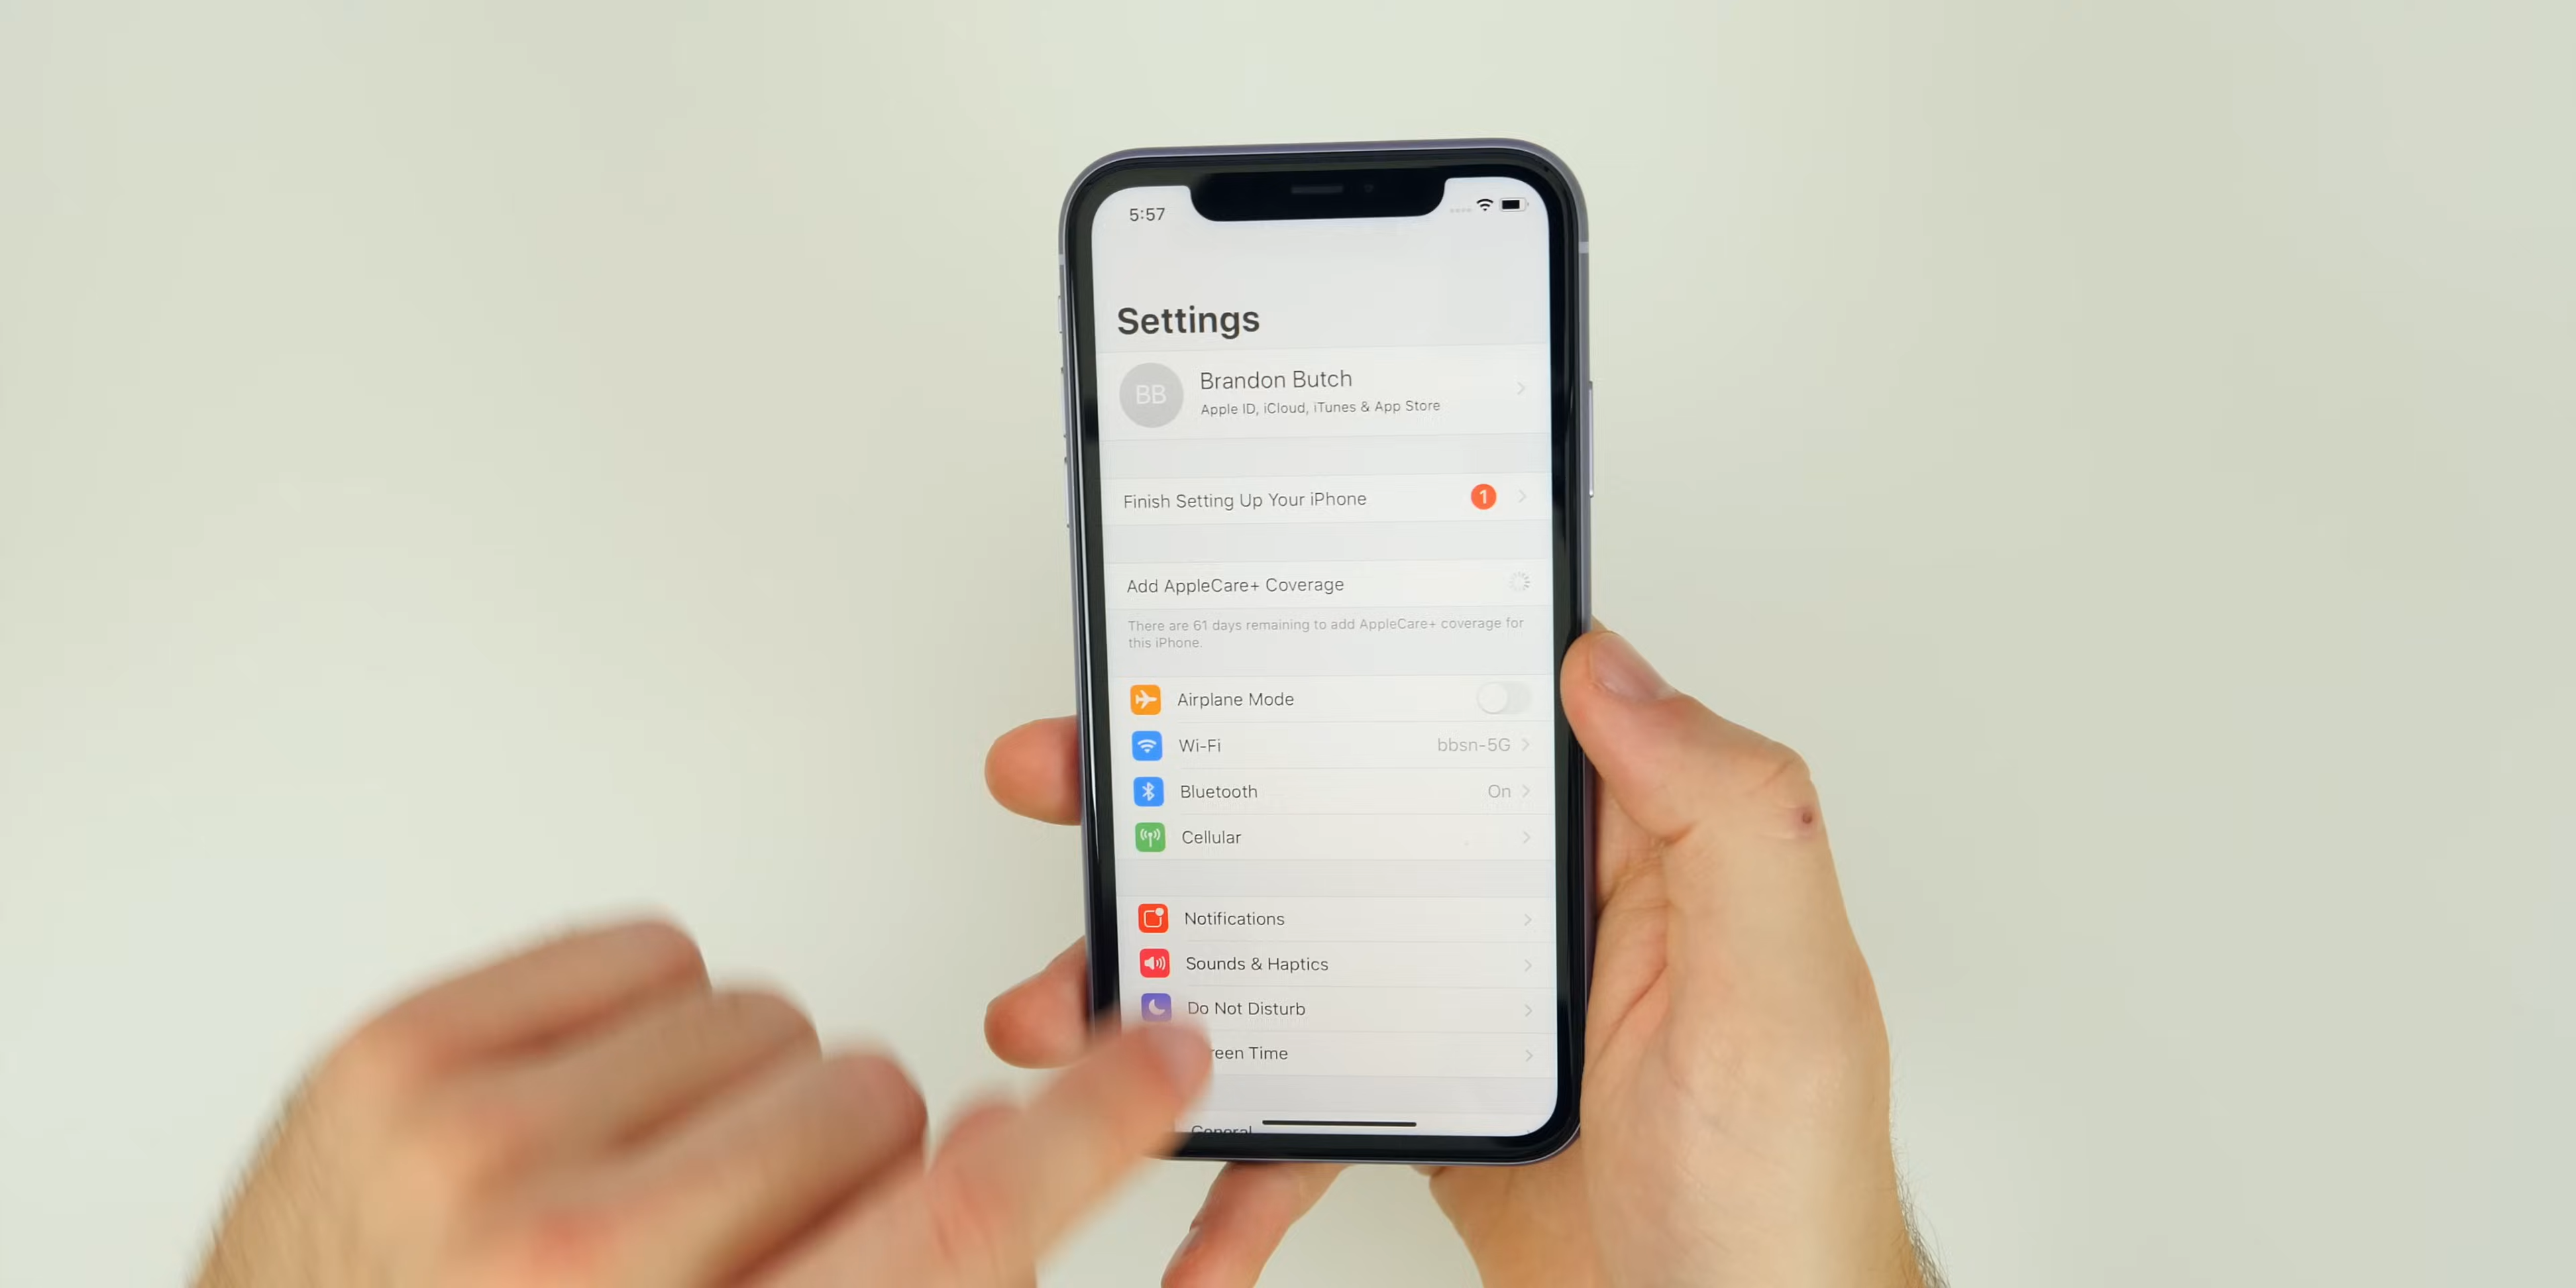 5:57
Settings
BB
Brandon Butch
Apple ID, iCloud, iTunes & App Store
Finish Setting Up Your iPhone 1
Add AppleCare+ Coverage
There are 61 days remaining to add AppleCare+ coverage for
this iPhone.
Airplane Mode
Wi-Fi bbsn-5G
Bluetooth On
Cellular
Notifications
Sounds & Haptics
Do Not Disturb
reen Time
General